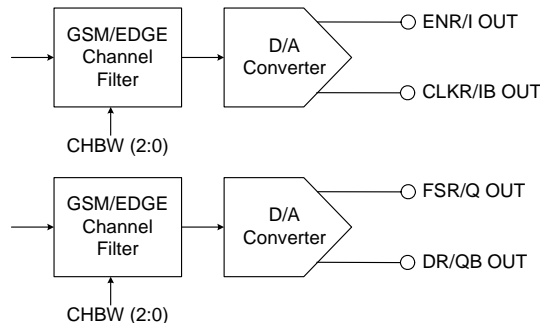 GSM/EDGE
Channel
Filter
D/A
Converter
ENR/I OUT
CLKR/IB OUT
CHBW (2:0)
GSM/EDGE
Channel
Filter
D/A
Converter
FSR/Q OUT
DR/QB OUT
CHBW (2:0)